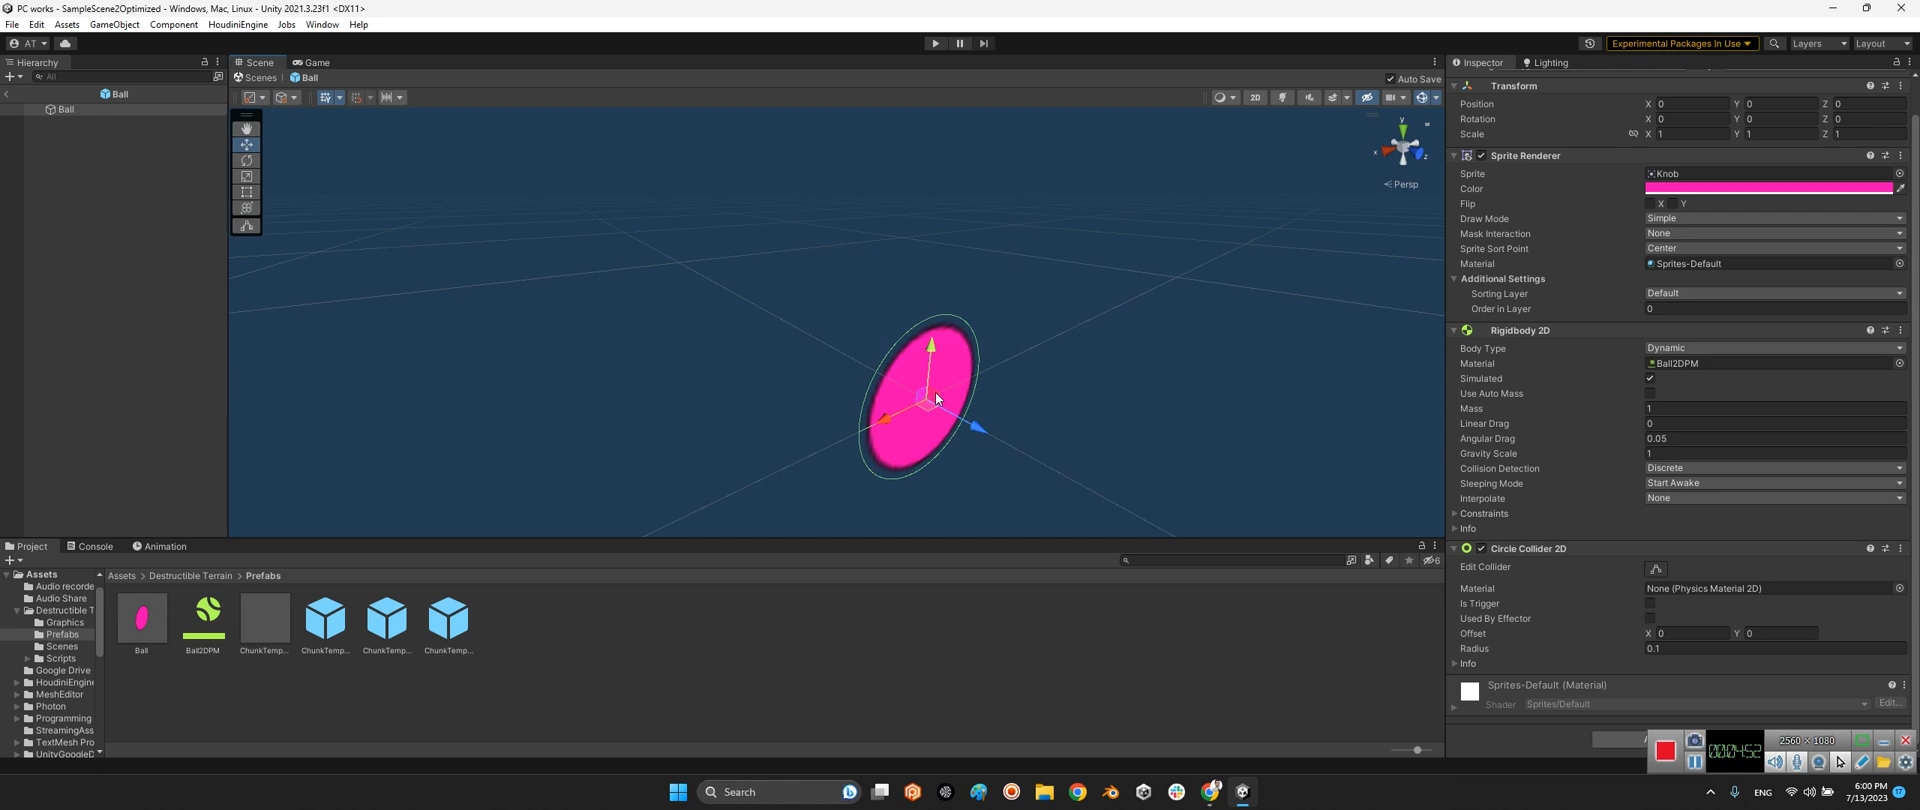 PC works - SampleScene2Optimized - Windows, Mac, Linux - Unity 2021.3.23f1 <DX11>
File Edit Assets GameObject Component HoudiniEngine Jobs Window Help
AT Experimental Packages In Use Layers Layout
Hierarchy Scene Game Inspector Lighting
All Scenes Ball Auto Save
Ball
Ball
2D
Transform
Position X 0 Y 0 Z 0
Rotation X 0 Y 0 Z 0
Scale X 1 Y 1 Z 1
y
x z
Persp
Sprite Renderer
Sprite Knob
Color
Flip X Y
Draw Mode Simple
Mask Interaction None
Sprite Sort Point Center
Material Sprites-Default
Additional Settings
Sorting Layer Default
Order in Layer 0
Rigidbody 2D
Body Type Dynamic
Material Ball2DPM
Simulated
Use Auto Mass
Mass 1
Linear Drag 0
Angular Drag 0.05
Gravity Scale 1
Collision Detection Discrete
Sleeping Mode Start Awake
Interpolate None
Constraints
Info
Circle Collider 2D
Edit Collider
Material None (Physics Material 2D)
Is Trigger
Used By Effector
Offset X 0 Y 0
Radius 0.1
Info
Sprites-Default (Material)
Shader Sprites/Default Edit...
Project Console Animation
6
Assets
Audio recorde
Audio Share
Destructible T
Graphics
Prefabs
Scenes
Scripts
Google Drive
HoudiniEngine
MeshEditor
Photon
Programming
StreamingAss
TextMesh Pro
UnityGoogleD
Assets > Destructible Terrain > Prefabs
Ball Ball2DPM ChunkTemp... ChunkTemp... ChunkTemp... ChunkTemp...
00:04:52 2560 × 1080
Search ENG 6:00 PM
7/13/2023 17